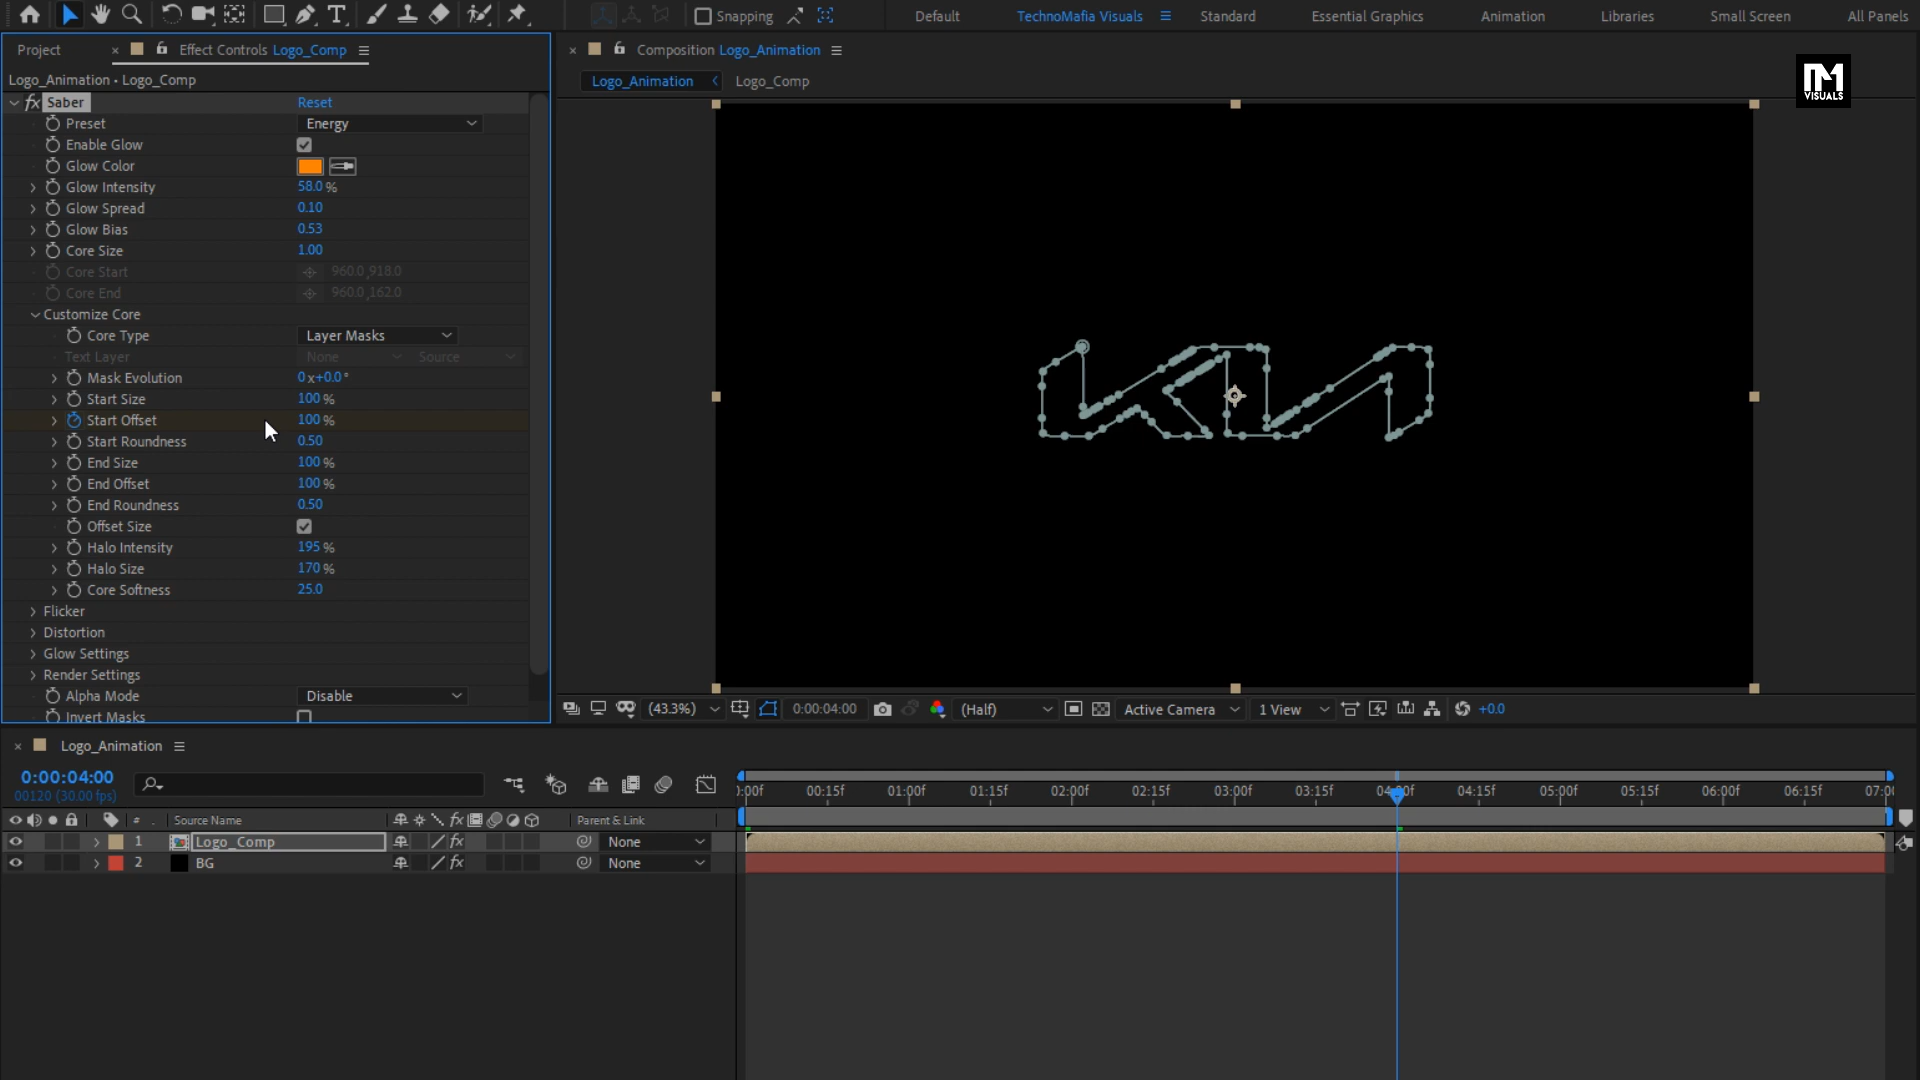 Snapping
Default
TechnoMafia Visuals
Standard
Essential Graphics
Animation
Libraries
Small Screen
All Panels
Project
Effect Controls Logo_Comp
Logo_Animation • Logo_Comp
fx Saber Reset
Preset Energy
Enable Glow
Glow Color
Glow Intensity 58.0 %
Glow Spread 0.10
Glow Bias 0.53
Core Size 1.00
Core Start 960.0,918.0
Core End 960.0,162.0
Customize Core
Core Type Layer Masks
Text Layer None Source
Mask Evolution 0x+0.0°
Start Size 100 %
Start Offset 100 %
Start Roundness 0.50
End Size 100 %
End Offset 100 %
End Roundness 0.50
Offset Size
Halo Intensity 195 %
Halo Size 170 %
Core Softness 25.0
Flicker
Distortion
Glow Settings
Render Settings
Alpha Mode Disable
Invert Masks
Composition Logo_Animation
Logo_Animation
Logo_Comp
VISUALS
(43.3%)
0:00:04:00
(Half)
Active Camera
1 View
+0.0
Logo_Animation
0:00:04:00
00120 (30.00 fps)
:00f 00:15f 01:00f 01:15f 02:00f 02:15f 03:00f 03:15f 04:00f 04:15f 05:00f 05:15f 06:00f 06:15f 07:00
# Source Name fx Parent & Link
1 Logo_Comp fx None
2 BG fx None